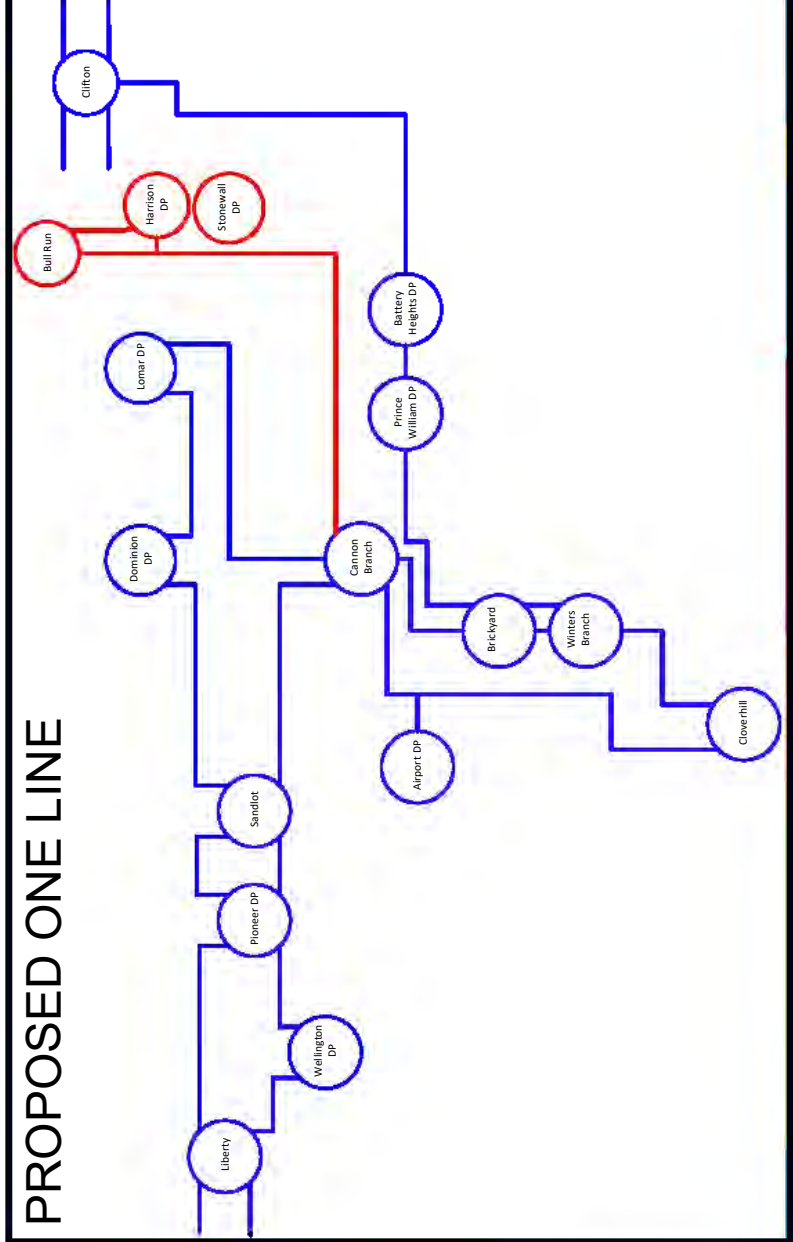 PROPOSED ONE LINE
Clifton
Bull Run
Harrison
DP
Stonewall
DP
Lomar DP
Battery
Heights DP
Prince
William DP
Dominion
DP
Cannon
Branch
Brickyard
Winters
Branch
Cloverhill
Airport DP
Sandlot
Pioneer DP
Wellington
DP
Liberty